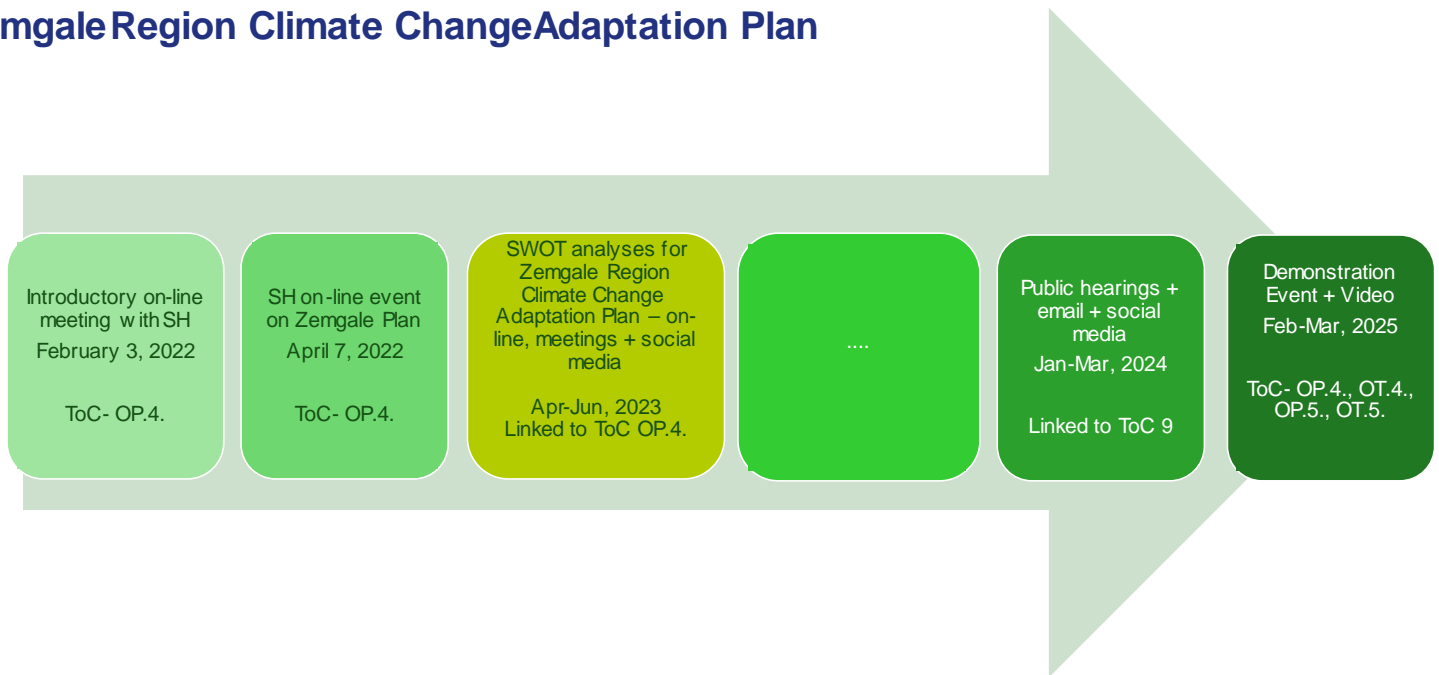 mgale Region Climate ChangeAdaptation Plan
Introductory on-line
meeting with SH
February 3, 2022
ToC- OP.4.
SH on-line event
on Zemgale Plan
April 7, 2022
ToC- OP.4.
SWOT analyses for
Zemgale Region
Climate Change
Adaptation Plan – on-
line, meetings + social
media
Apr-Jun, 2023
Linked to ToC OP.4.
....
Public hearings +
email + social
media
Jan-Mar, 2024
Linked to ToC 9
Demonstration
Event + Video
Feb-Mar, 2025
ToC- OP.4., OT.4.,
OP.5., OT.5.